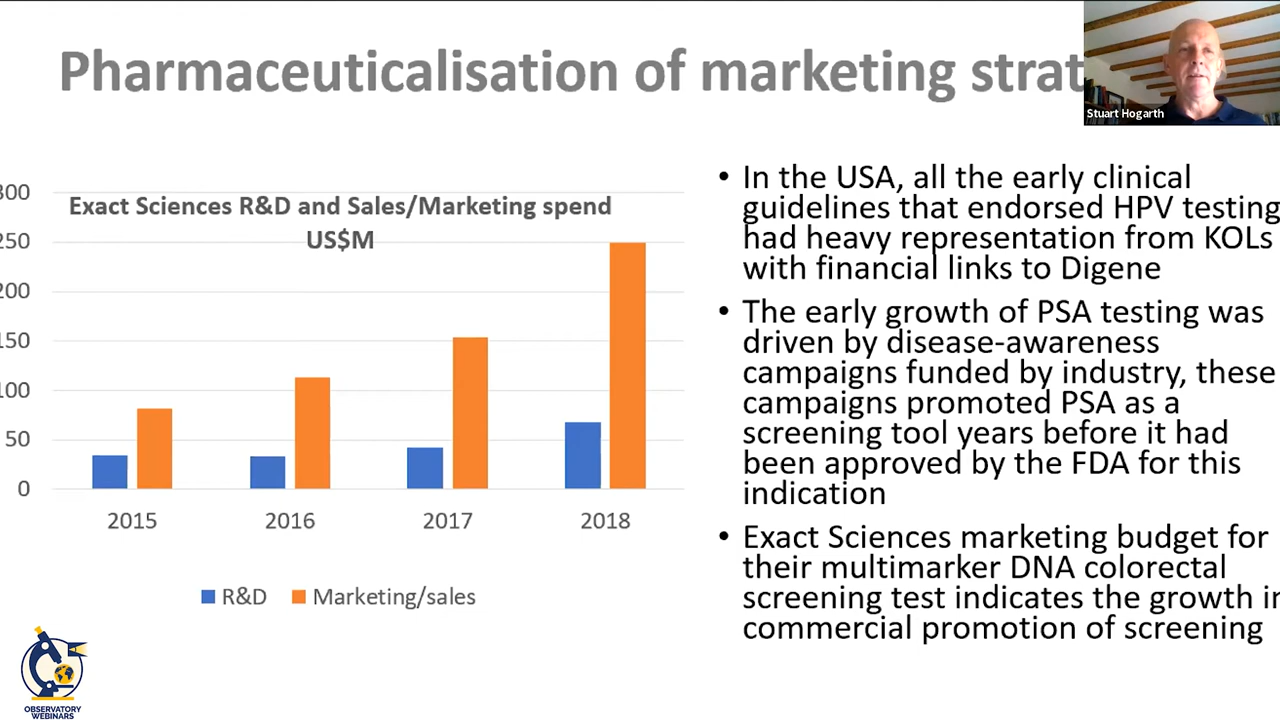 Pharmaceuticalisation of marketing strat
Stuart Hogarth
Exact Sciences R&D and Sales/Marketing spend
US$M
300
250
200
150
100
50
0
2015 2016 2017 2018
R&D Marketing/sales
• In the USA, all the early clinical
guidelines that endorsed HPV testing
had heavy representation from KOLs
with financial links to Digene
• The early growth of PSA testing was
driven by disease-awareness
campaigns funded by industry, these
campaigns promoted PSA as a
screening tool years before it had
been approved by the FDA for this
indication
• Exact Sciences marketing budget for
their multimarker DNA colorectal
screening test indicates the growth in
commercial promotion of screening
OBSERVATORY
WEBINARS